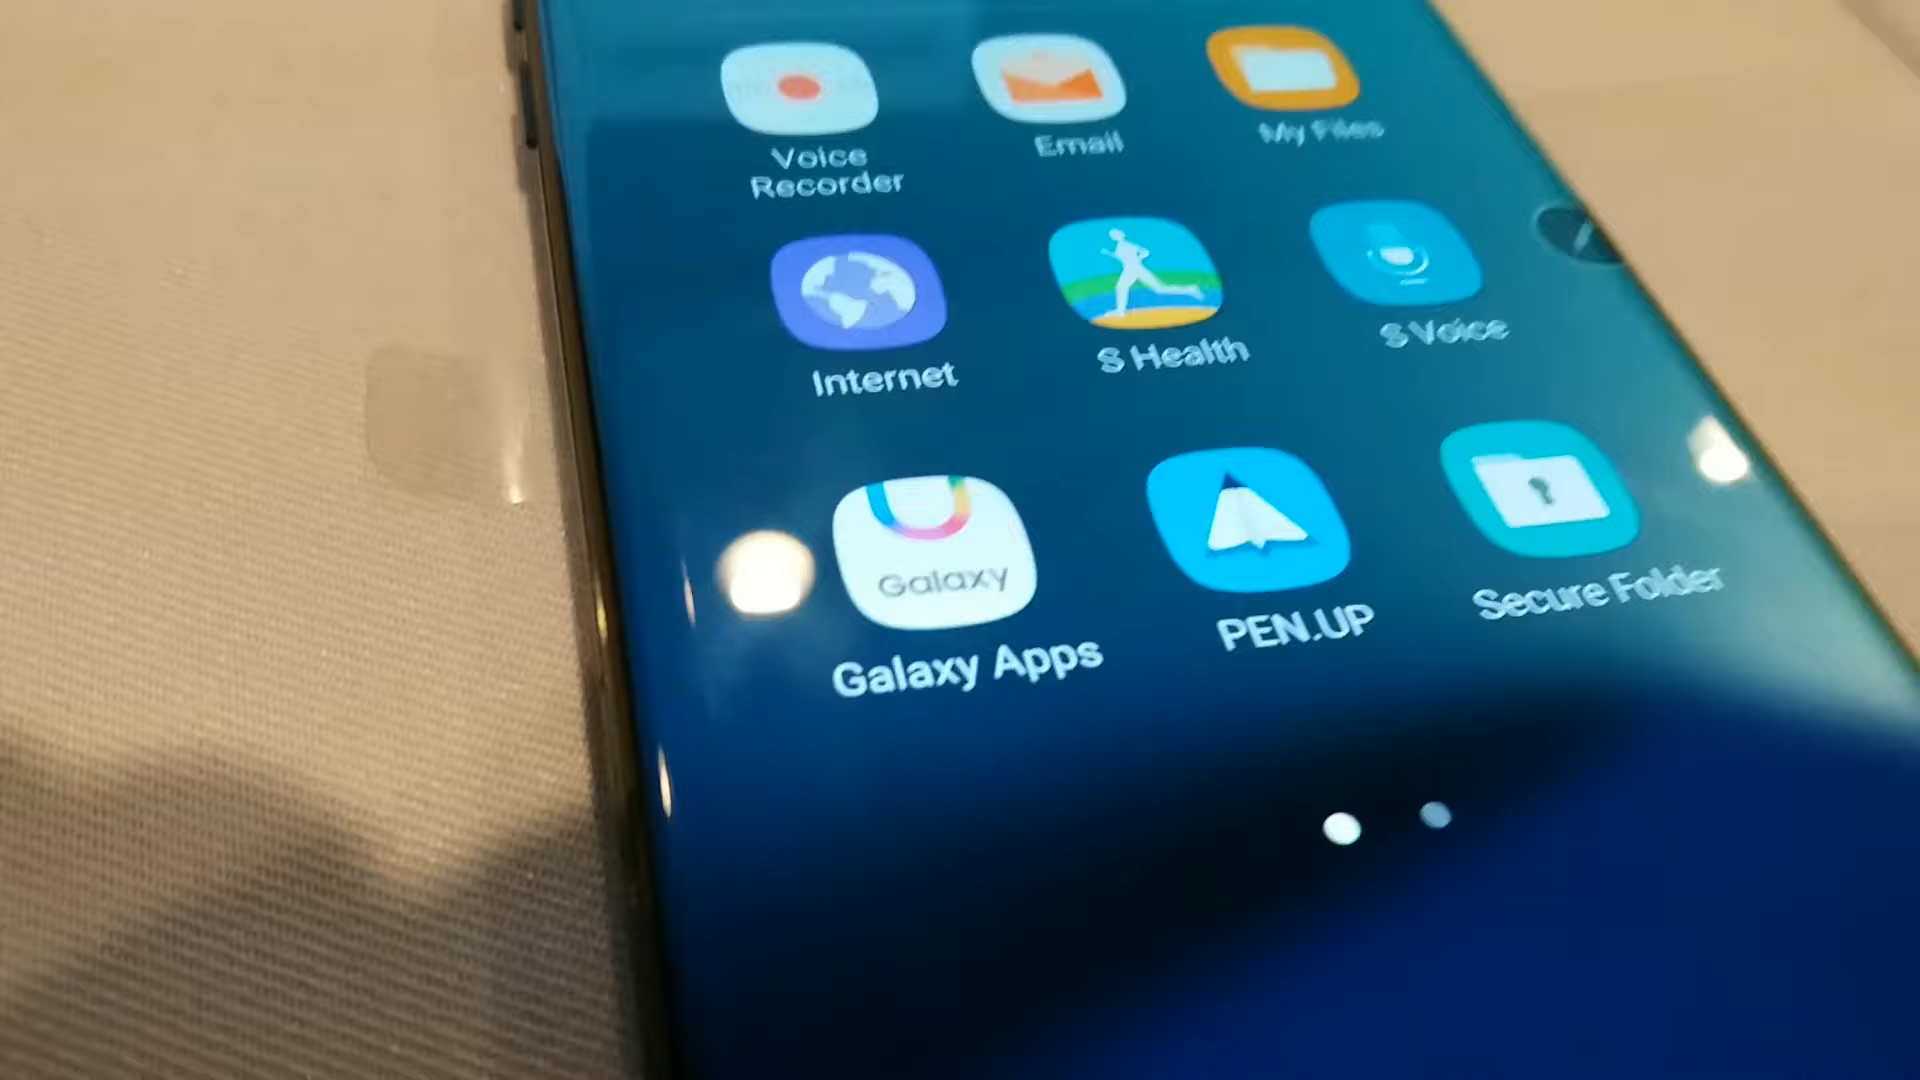 Voice
Recorder
Email
My Files
Internet
S Health
S Voice
Galaxy
Galaxy Apps
PEN.UP
Secure Folder